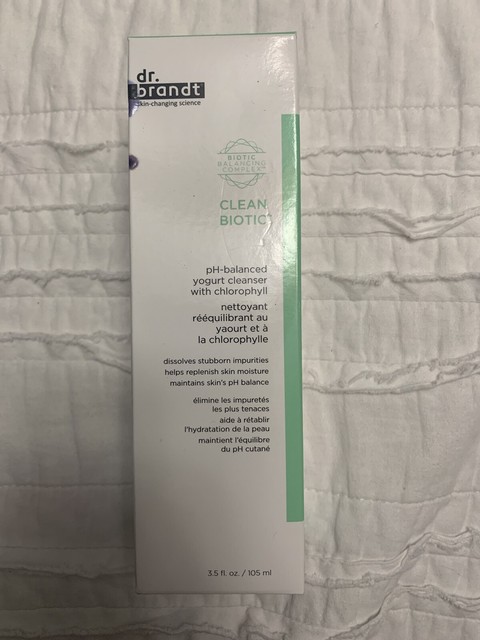 dr.
brandt
skin-changing science
BIOTIC
BALANCING
COMPLEX™
CLEAN
BIOTIC™
pH-balanced
yogurt cleanser
with chlorophyll
nettoyant
rééquilibrant au
yaourt et à
la chlorophylle
dissolves stubborn impurities
helps replenish skin moisture
maintains skin's pH balance
élimine les impuretés
les plus tenaces
aide à rétablir
l'hydratation de la peau
maintient l'équilibre
du pH cutané
3.5 fl. oz. / 105 ml